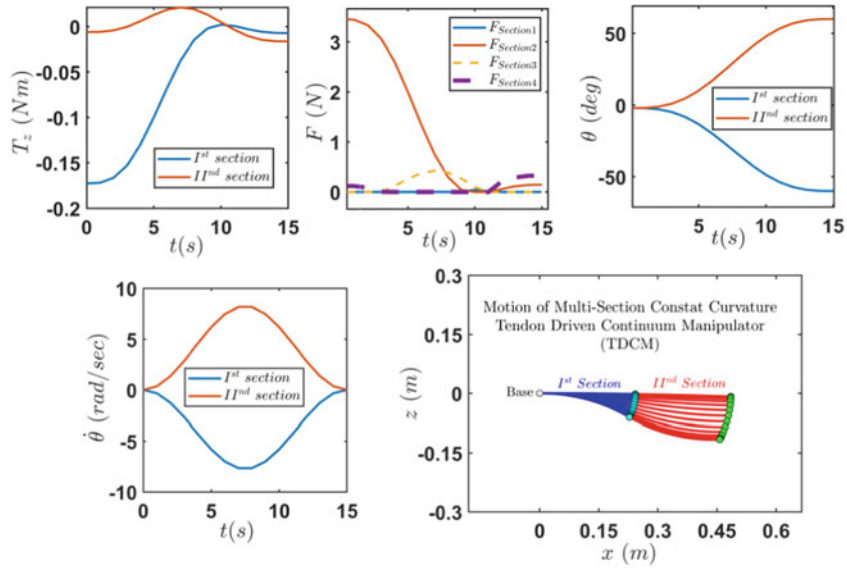 0
-0.05
-0.1
-0.15
-0.2
T_z (Nm)
I^st section
II^nd section
0 5 10 15
t(s)
3
2
1
0
F (N)
F_Section1
F_Section2
F_Section3
F_Section4
0 5 10 15
t(s)
50
0
-50
θ (deg)
I^st section
II^nd section
5 10 15
t(s)
10
5
0
-5
-10
θ̇ (rad/sec)
I^st section
II^nd section
0 5 10 15
t(s)
0.3
0.15
0
-0.15
-0.3
z (m)
Motion of Multi-Section Constat Curvature
Tendon Driven Continuum Manipulator
(TDCM)
Base
I^st Section
II^nd Section
0 0.15 0.3 0.45 0.6
x (m)